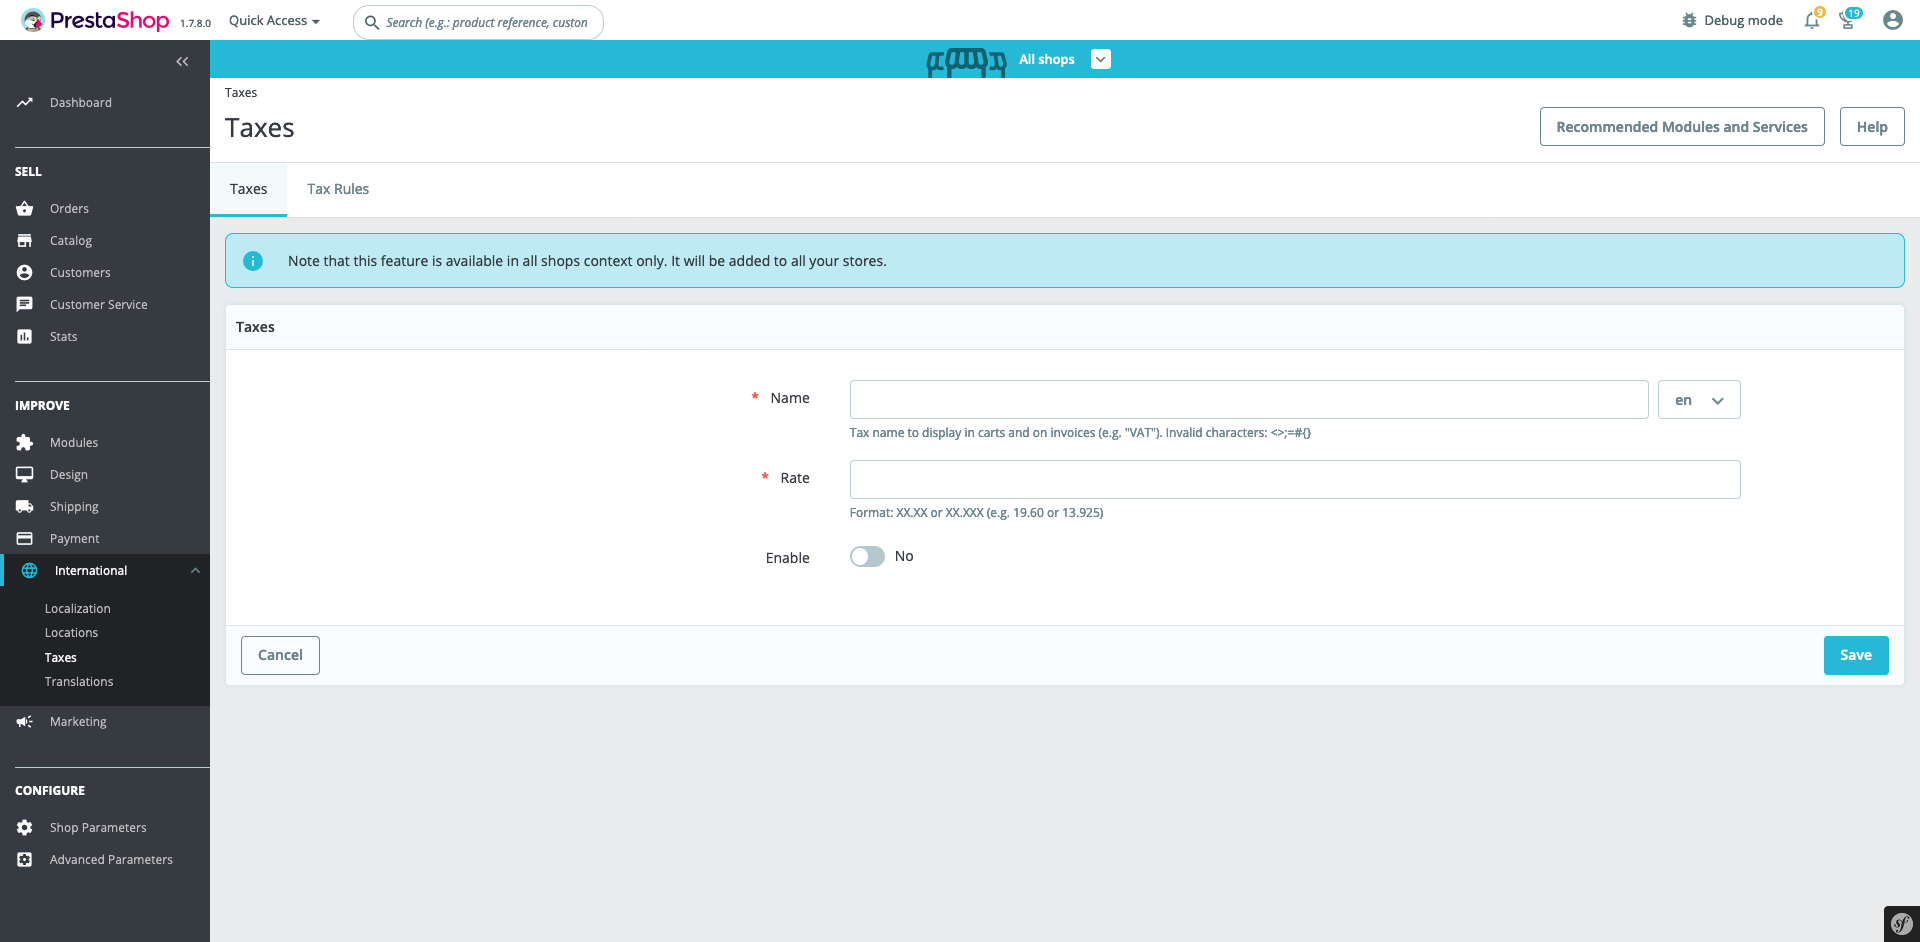 PrestaShop 1.7.8.0 Quick Access Search (e.g.: product reference, custon Debug mode 9 19
All shops
Dashboard
SELL
Orders
Catalog
Customers
Customer Service
Stats
IMPROVE
Modules
Design
Shipping
Payment
International
Localization
Locations
Taxes
Translations
Marketing
CONFIGURE
Shop Parameters
Advanced Parameters
Taxes
Taxes
Recommended Modules and Services Help
Taxes Tax Rules
Note that this feature is available in all shops context only. It will be added to all your stores.
Taxes
* Name en
Tax name to display in carts and on invoices (e.g. "VAT"). Invalid characters: <>;=#{}
* Rate
Format: XX.XX or XX.XXX (e.g. 19.60 or 13.925)
Enable No
Cancel Save
sf